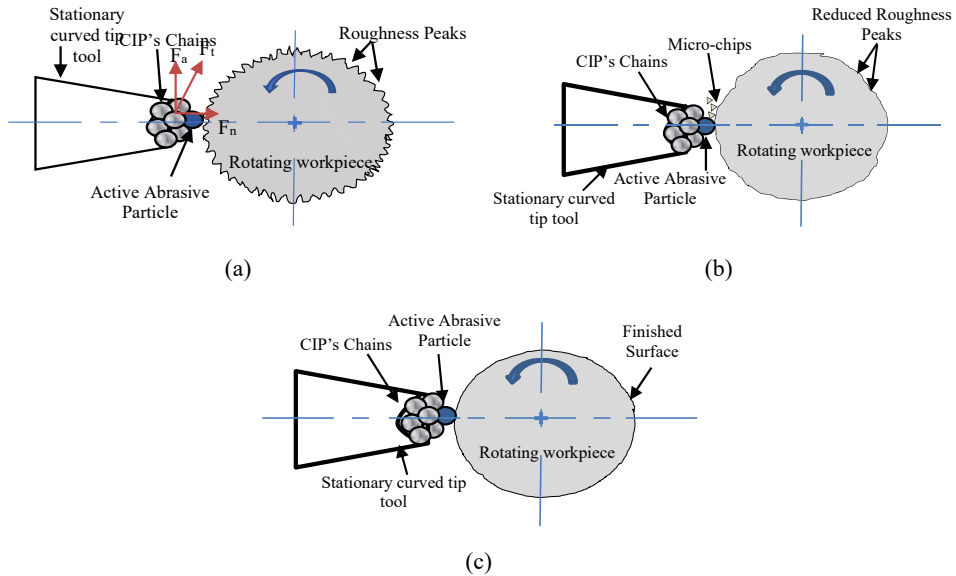 Stationary
curved tip
tool
CIP's Chains
Fa
Ft
Fn
Roughness Peaks
Rotating workpiece
Active Abrasive
Particle
(a)
Reduced Roughness
Peaks
Micro-chips
CIP's Chains
Rotating workpiece
Active Abrasive
Particle
Stationary curved
tip tool
(b)
Active Abrasive
Particle
CIP's Chains
Finished
Surface
Rotating workpiece
Stationary curved tip
tool
(c)